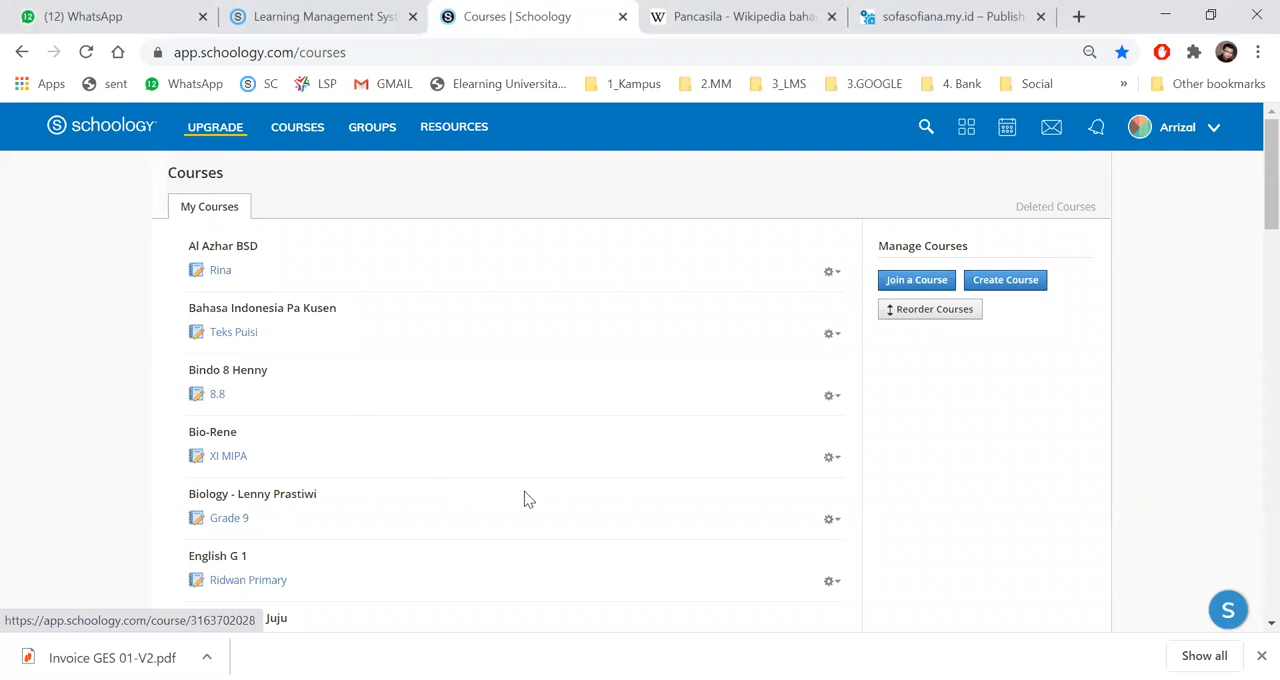 (12) WhatsApp
Learning Management Syst
Courses | Schoology
Pancasila - Wikipedia baha
sofasofiana.my.id – Publish
app.schoology.com/courses
Apps sent WhatsApp SC LSP GMAIL Elearning Universita... 1_Kampus 2.MM 3_LMS 3.GOOGLE 4. Bank Social » Other bookmarks
schoology UPGRADE COURSES GROUPS RESOURCES Arrizal
Courses
My Courses Deleted Courses
Al Azhar BSD
Rina
Bahasa Indonesia Pa Kusen
Teks Puisi
Bindo 8 Henny
8.8
Bio-Rene
XI MIPA
Biology - Lenny Prastiwi
Grade 9
English G 1
Ridwan Primary
Juju
Manage Courses
Join a Course Create Course
Reorder Courses
S
https://app.schoology.com/course/3163702028
Invoice GES 01-V2.pdf Show all